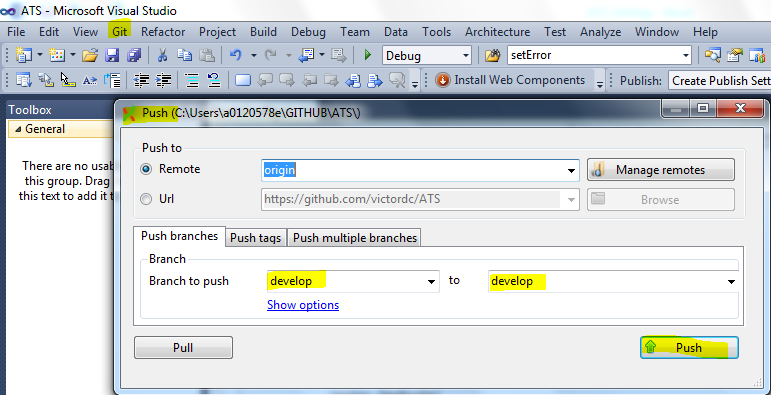 ATS - Microsoft Visual Studio
File Edit View Git Refactor Project Build Debug Team Data Tools Architecture Test Analyze Window
Debug setError
Install Web Components Publish: Create Publish Sett
Toolbox
General
There are no usab
this group. Drag
this text to add it t
Push (C:\Users\a0120578e\GITHUB\ATS\)
Push to
Remote origin Manage remotes
Url https://github.com/victordc/ATS Browse
Push branches Push tags Push multiple branches
Branch
Branch to push develop to develop
Show options
Pull Push